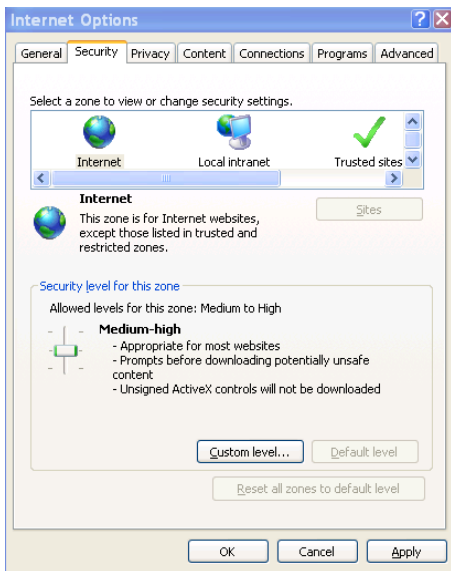 Internet Options
General Security Privacy Content Connections Programs Advanced
Select a zone to view or change security settings.
Internet Local intranet Trusted sites
Internet
This zone is for Internet websites,
except those listed in trusted and
restricted zones.
Sites
Security level for this zone
Allowed levels for this zone: Medium to High
Medium-high
- Appropriate for most websites
- Prompts before downloading potentially unsafe
content
- Unsigned ActiveX controls will not be downloaded
Custom level... Default level
Reset all zones to default level
OK Cancel Apply